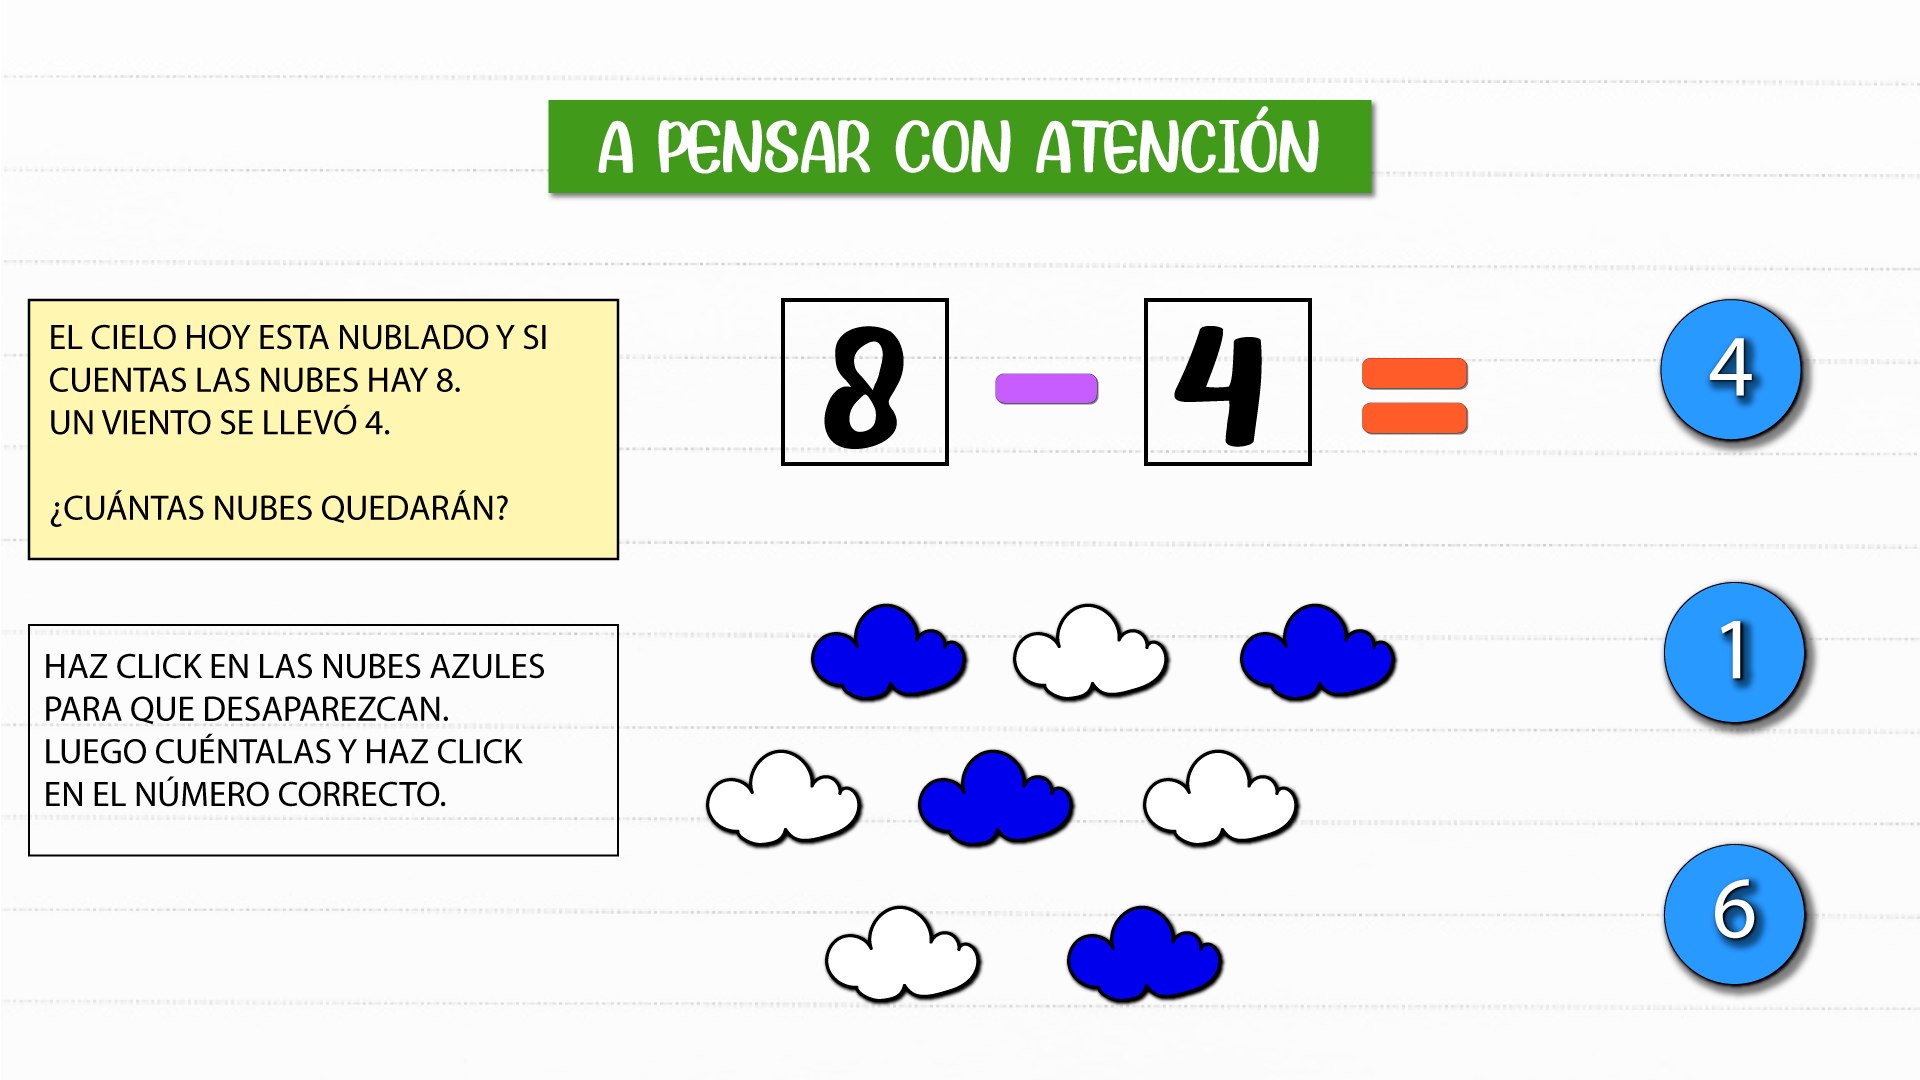 A PENSAR CON ATENCIÓN
EL CIELO HOY ESTA NUBLADO Y SI
CUENTAS LAS NUBES HAY 8.
UN VIENTO SE LLEVÓ 4.
¿CUÁNTAS NUBES QUEDARÁN?
8 - 4 =
4
HAZ CLICK EN LAS NUBES AZULES
PARA QUE DESAPAREZCAN.
LUEGO CUÉNTALAS Y HAZ CLICK
EN EL NÚMERO CORRECTO.
1
6